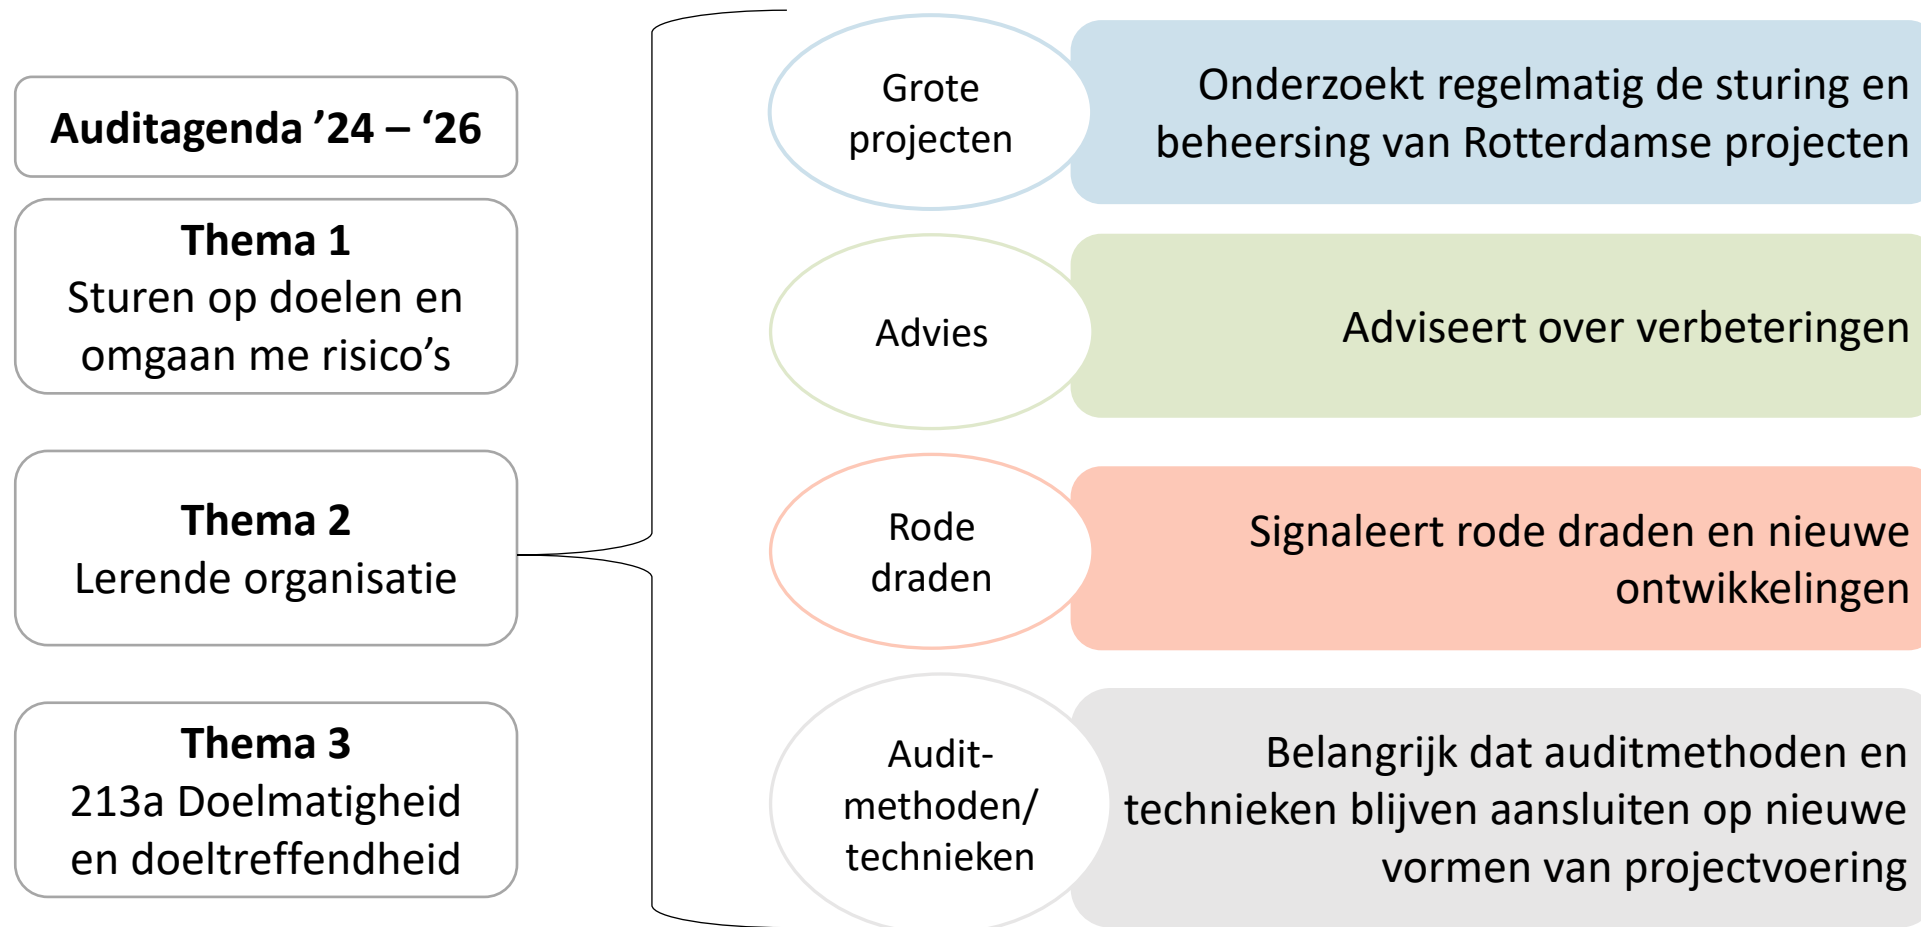 Auditagenda ’24 – ‘26
Thema 1
Sturen op doelen en
omgaan me risico’s
Thema 2
Lerende organisatie
Thema 3
213a Doelmatigheid
en doeltreffendheid
Grote
projecten
Onderzoekt regelmatig de sturing en
beheersing van Rotterdamse projecten
Advies
Adviseert over verbeteringen
Rode
draden
Signaleert rode draden en nieuwe
ontwikkelingen
Audit-
methoden/
technieken
Belangrijk dat auditmethoden en
technieken blijven aansluiten op nieuwe
vormen van projectvoering